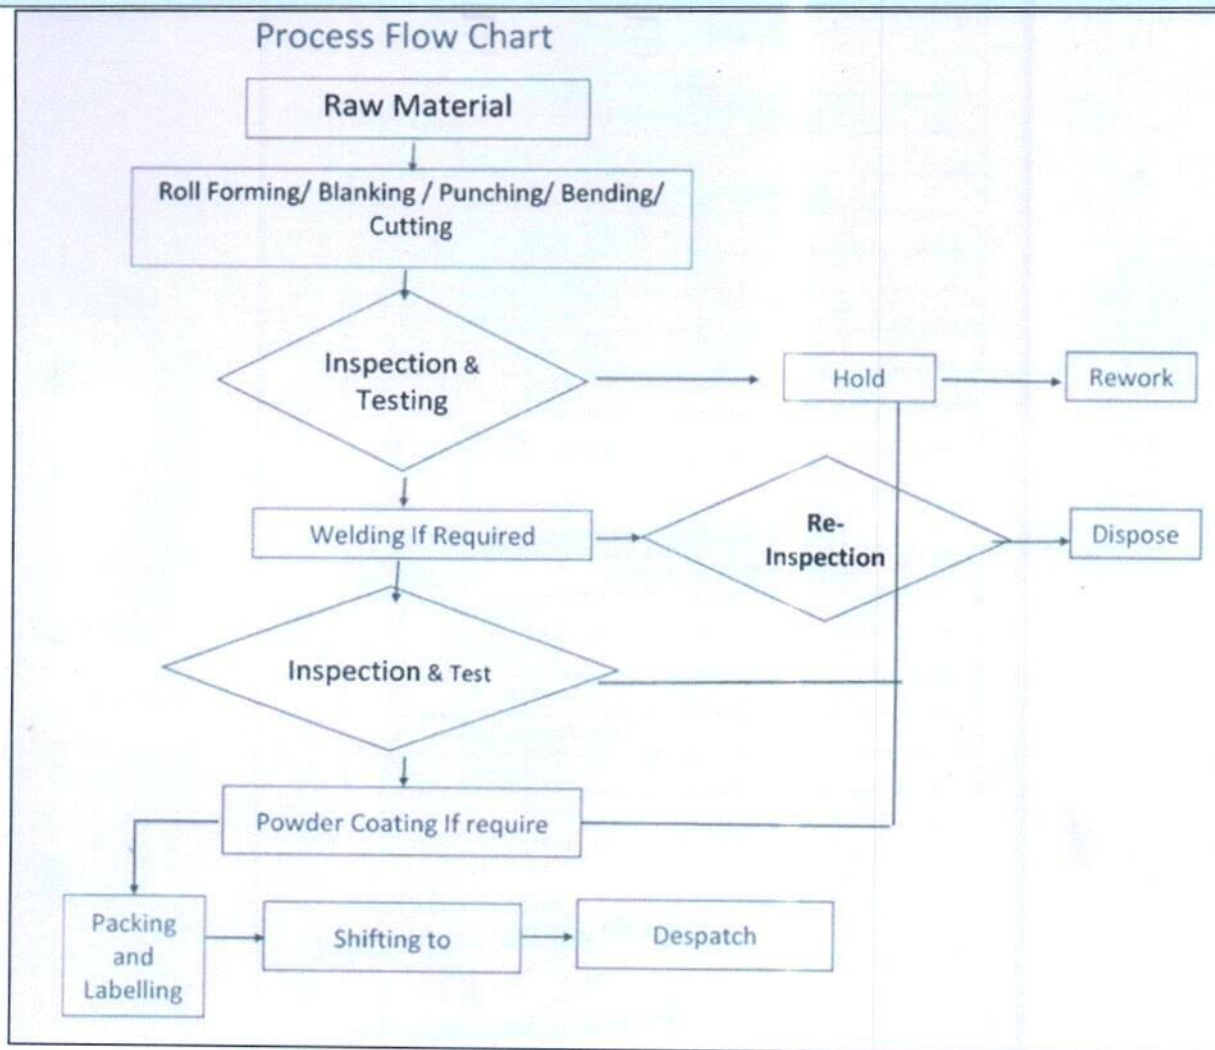 Process Flow Chart
Raw Material
Roll Forming/ Blanking / Punching/ Bending/
Cutting
Inspection &
Testing
Hold
Rework
Welding If Required
Re-
Inspection
Dispose
Inspection & Test
Powder Coating If require
Packing
and
Labelling
Shifting to
Despatch